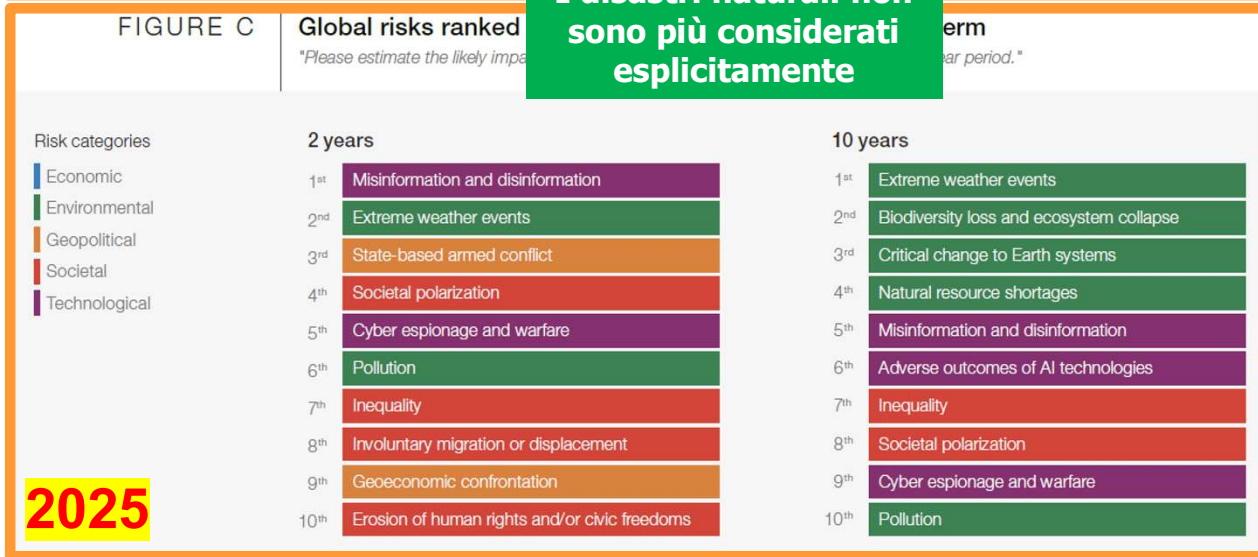 FIGURE C
Global risks ranked
erm
"Please estimate the likely impa
ear period."
sono più considerati
esplicitamente
Risk categories
Economic
Environmental
Geopolitical
Societal
Technological
2 years
1st Misinformation and disinformation
2nd Extreme weather events
3rd State-based armed conflict
4th Societal polarization
5th Cyber espionage and warfare
6th Pollution
7th Inequality
8th Involuntary migration or displacement
9th Geoeconomic confrontation
10th Erosion of human rights and/or civic freedoms
10 years
1st Extreme weather events
2nd Biodiversity loss and ecosystem collapse
3rd Critical change to Earth systems
4th Natural resource shortages
5th Misinformation and disinformation
6th Adverse outcomes of AI technologies
7th Inequality
8th Societal polarization
9th Cyber espionage and warfare
10th Pollution
2025